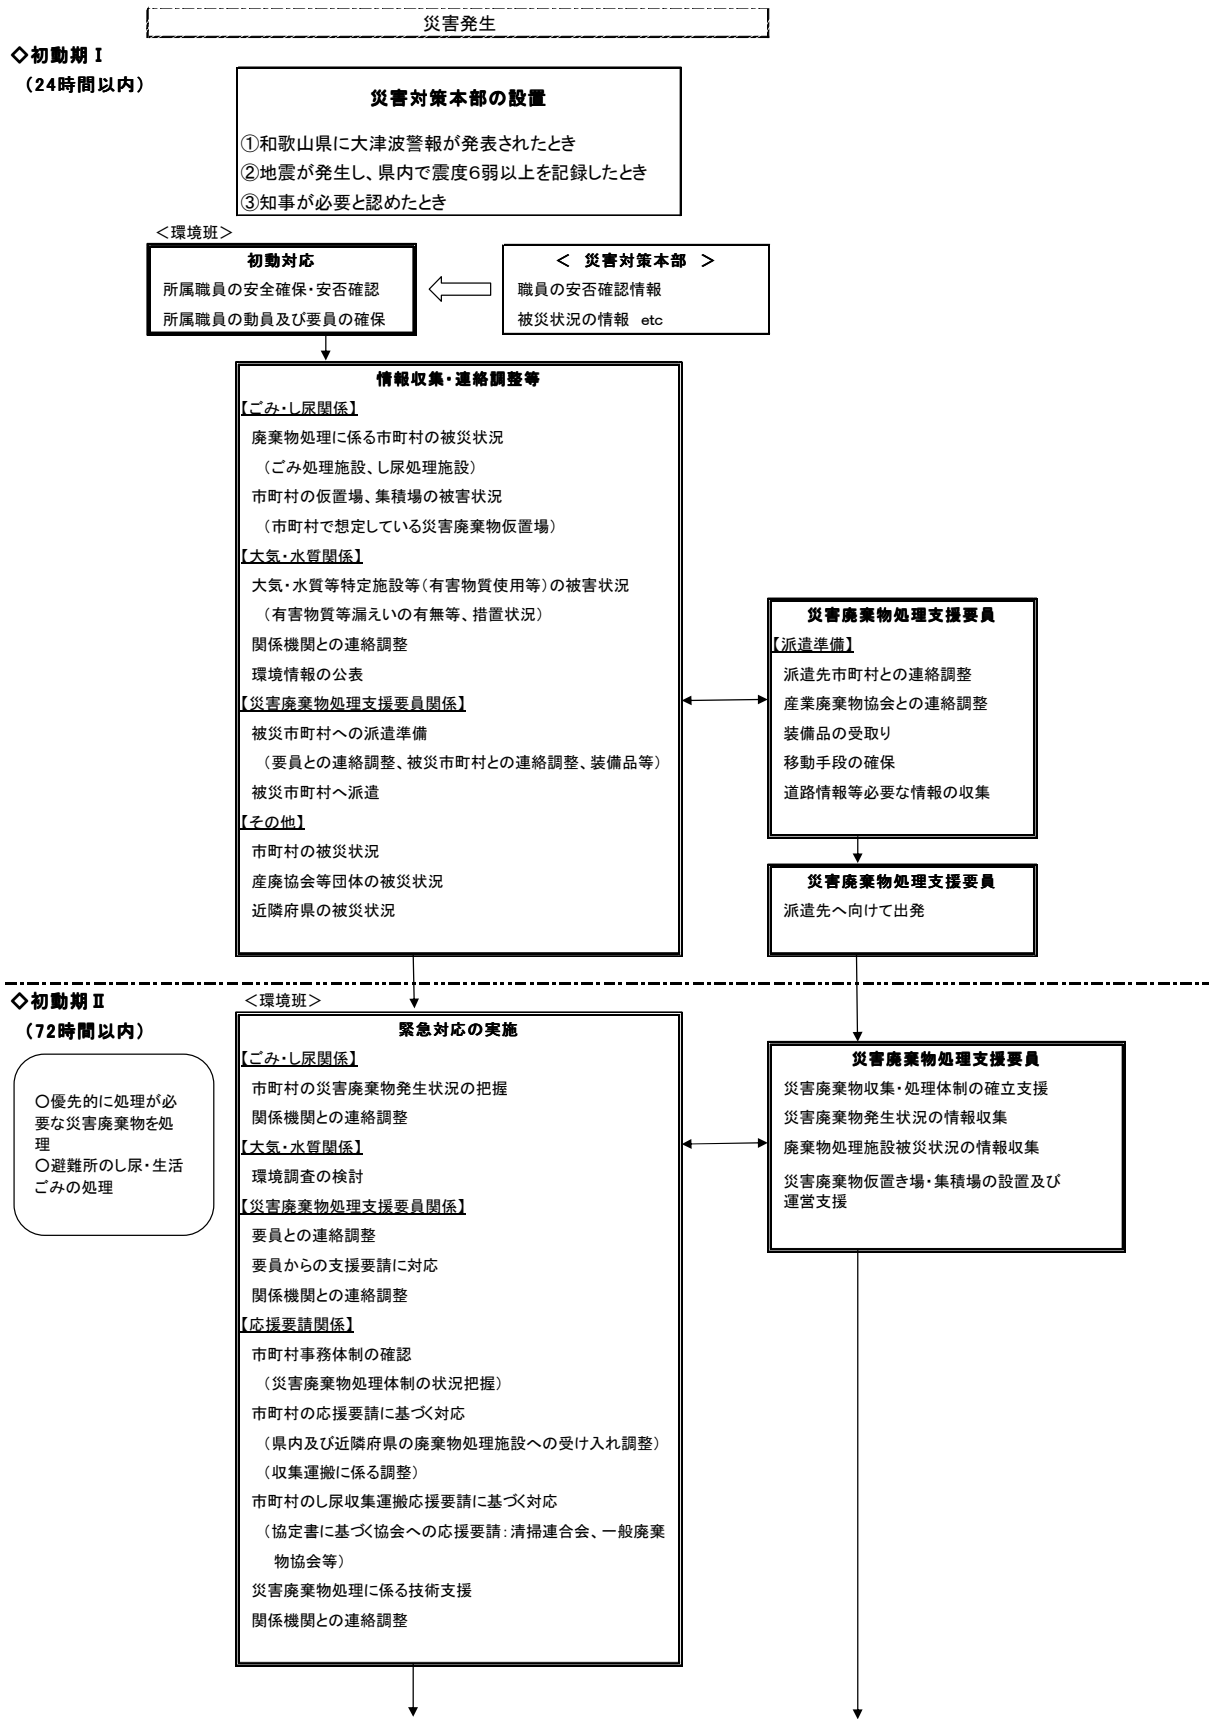 災害発生
◇初動期Ⅰ
(24時間以内)
災害対策本部の設置
①和歌山県に大津波警報が発表されたとき
②地震が発生し、県内で震度6弱以上を記録したとき
③知事が必要と認めたとき
<環境班>
初動対応
所属職員の安全確保・安否確認
所属職員の動員及び要員の確保
< 災害対策本部 >
職員の安否確認情報
被災状況の情報 etc
情報収集・連絡調整等
【ごみ・し尿関係】
廃棄物処理に係る市町村の被災状況
(ごみ処理施設、し尿処理施設)
市町村の仮置場、集積場の被害状況
(市町村で想定している災害廃棄物仮置場)
【大気・水質関係】
大気・水質等特定施設等(有害物質使用等)の被害状況
(有害物質等漏えいの有無等、措置状況)
関係機関との連絡調整
環境情報の公表
【災害廃棄物処理支援要員関係】
被災市町村への派遣準備
(要員との連絡調整、被災市町村との連絡調整、装備品等)
被災市町村へ派遣
【その他】
市町村の被災状況
産廃協会等団体の被災状況
近隣府県の被災状況
災害廃棄物処理支援要員
【派遣準備】
派遣先市町村との連絡調整
産業廃棄物協会との連絡調整
装備品の受取り
移動手段の確保
道路情報等必要な情報の収集
災害廃棄物処理支援要員
派遣先へ向けて出発
◇初動期Ⅱ
(72時間以内)
〇優先的に処理が必
要な災害廃棄物を処
理
〇避難所のし尿・生活
ごみの処理
<環境班>
緊急対応の実施
【ごみ・し尿関係】
市町村の災害廃棄物発生状況の把握
関係機関との連絡調整
【大気・水質関係】
環境調査の検討
【災害廃棄物処理支援要員関係】
要員との連絡調整
要員からの支援要請に対応
関係機関との連絡調整
【応援要請関係】
市町村事務体制の確認
(災害廃棄物処理体制の状況把握)
市町村の応援要請に基づく対応
(県内及び近隣府県の廃棄物処理施設への受け入れ調整)
(収集運搬に係る調整)
市町村のし尿収集運搬応援要請に基づく対応
(協定書に基づく協会への応援要請:清掃連合会、一般廃棄
物協会等)
災害廃棄物処理に係る技術支援
関係機関との連絡調整
災害廃棄物処理支援要員
災害廃棄物収集・処理体制の確立支援
災害廃棄物発生状況の情報収集
廃棄物処理施設被災状況の情報収集
災害廃棄物仮置き場・集積場の設置及び
運営支援